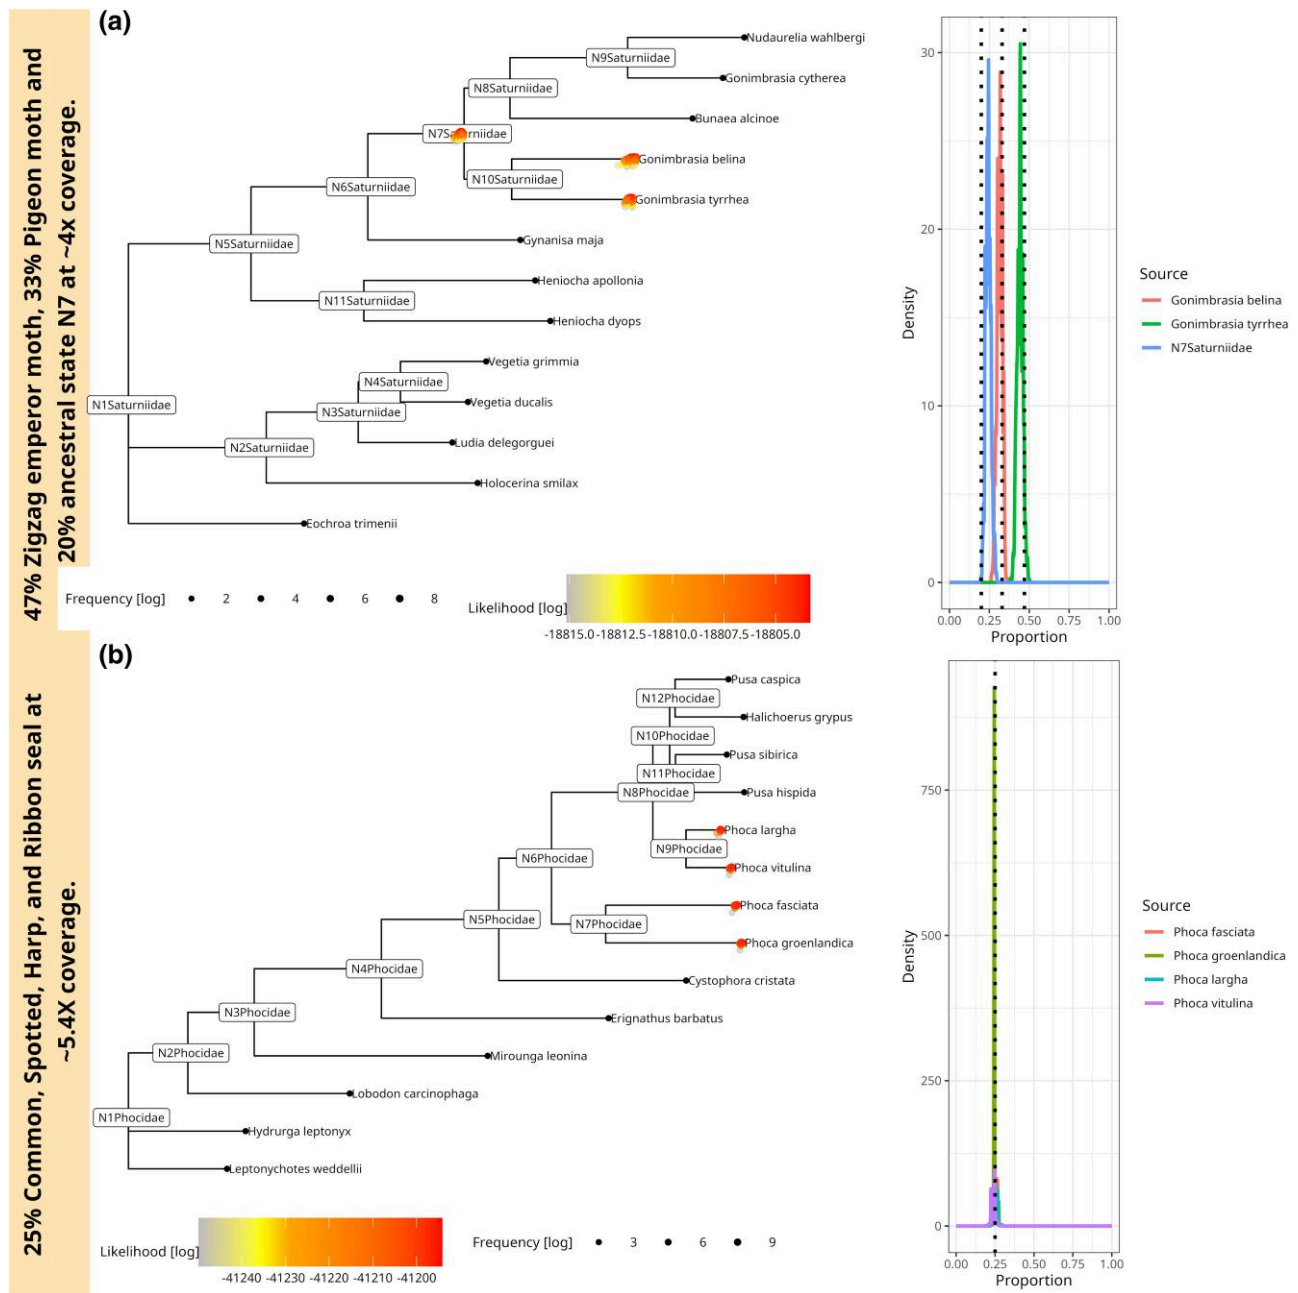 47% Zigzag emperor moth, 33% Pigeon moth and
20% ancestral state N7 at ~4x coverage.
(a)
Nudaurelia wahlbergi
N9Saturniidae
Gonimbrasia cytherea
N8Saturniidae
Bunaea alcinoe
N7Saturniidae
Gonimbrasia belina
N10Saturniidae
N6Saturniidae
Gonimbrasia tyrrhea
N5Saturniidae
Gynanisa maja
Heniocha apollonia
N11Saturniidae
Heniocha dyops
Vegetia grimmia
N4Saturniidae
Vegetia ducalis
N1Saturniidae
N3Saturniidae
Ludia delegorguei
N2Saturniidae
Holocerina smilax
Eochroa trimenii
Frequency [log] 2 4 6 8
Likelihood [log]
-18815.0 -18812.5 -18810.0 -18807.5 -18805.0
30
20
10
0
Density
0.00 0.25 0.50 0.75 1.00
Proportion
Source
Gonimbrasia belina
Gonimbrasia tyrrhea
N7Saturniidae
25% Common, Spotted, Harp, and Ribbon seal at
~5.4X coverage.
(b)
Pusa caspica
N12Phocidae
Halichoerus grypus
N10Phocidae
Pusa sibirica
N11Phocidae
N8Phocidae
Pusa hispida
Phoca largha
N9Phocidae
N6Phocidae
Phoca vitulina
Phoca fasciata
N5Phocidae
N7Phocidae
Phoca groenlandica
N4Phocidae
Cystophora cristata
N3Phocidae
Erignathus barbatus
N2Phocidae
Mirounga leonina
Lobodon carcinophaga
N1Phocidae
Hydrurga leptonyx
Leptonychotes weddellii
Likelihood [log]
-41240 -41230 -41220 -41210 -41200
Frequency [log] 3 6 9
750
500
250
0
Density
0.00 0.25 0.50 0.75 1.00
Proportion
Source
Phoca fasciata
Phoca groenlandica
Phoca largha
Phoca vitulina